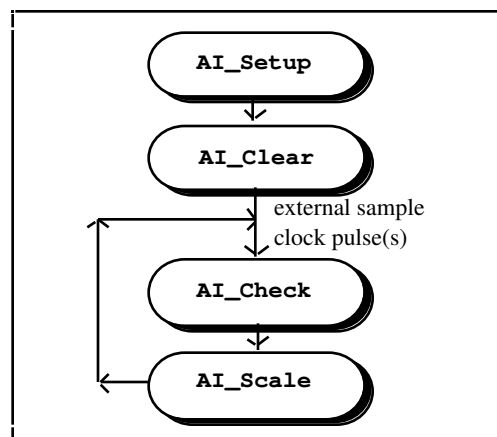 AI_Setup
AI_Clear
external sample
clock pulse(s)
AI_Check
AI_Scale